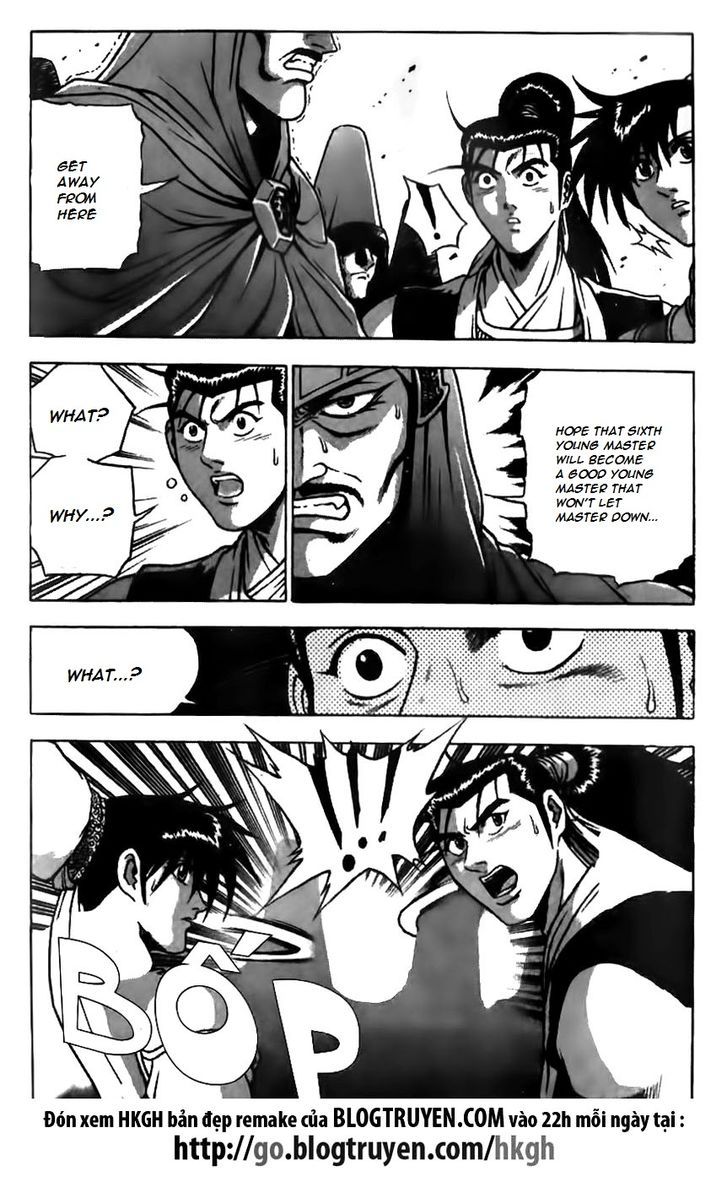 GET
AWAY
FROM
HERE
!
WHAT?
WHY...?
HOPE THAT SIXTH
YOUNG MASTER
WILL BECOME
A GOOD YOUNG
MASTER THAT
WON'T LET
MASTER DOWN...
WHAT...?
!!
BỐP
Đón xem HKGH bản đẹp remake của BLOGTRUYEN.COM vào 22h mỗi ngày tại :
http://go.blogtruyen.com/hkgh